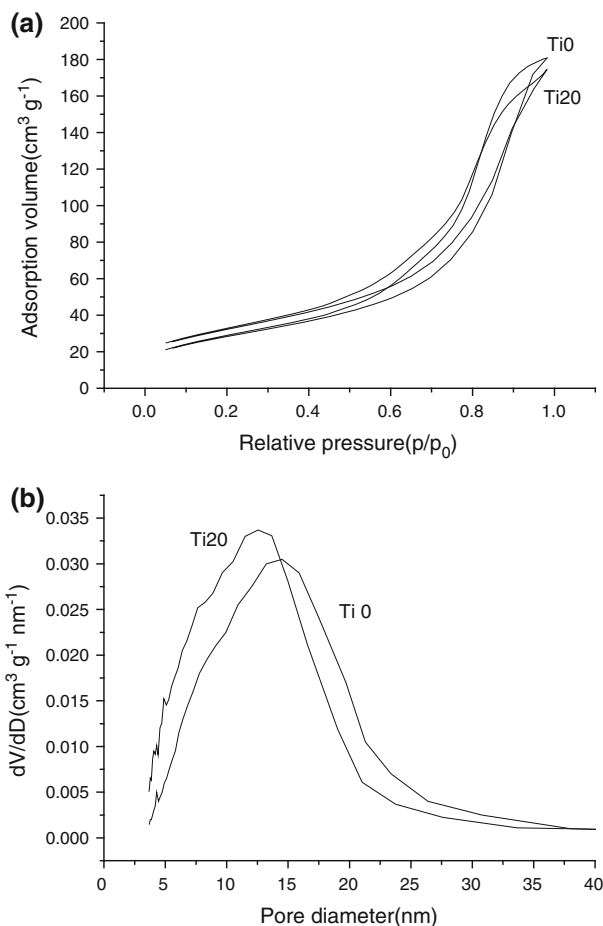 (a)
200
180
160
140
120
100
80
60
40
20
0
Adsorption volume(cm³ g⁻¹)
Ti0
Ti20
0.0 0.2 0.4 0.6 0.8 1.0
Relative pressure(p/p₀)
(b)
0.035
0.030
0.025
0.020
0.015
0.010
0.005
0.000
dV/dD(cm³ g⁻¹ nm⁻¹)
Ti20
Ti 0
0 5 10 15 20 25 30 35 40
Pore diameter(nm)